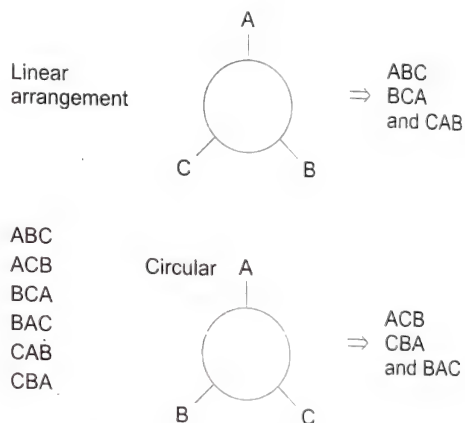 A
Linear
arrangement
C
B
⇒ ABC
BCA
and CAB
ABC
ACB
BCA
BAC
CAB
CBA
Circular A
B
C
⇒ ACB
CBA
and BAC